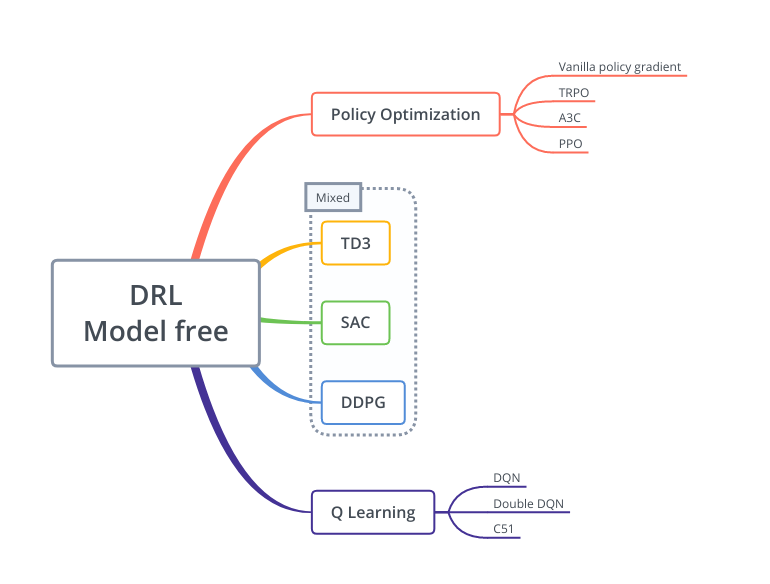 Vanilla policy gradient
TRPO
Policy Optimization
A3C
PPO
Mixed
TD3
DRL
Model free
SAC
DDPG
DQN
Double DQN
Q Learning
C51